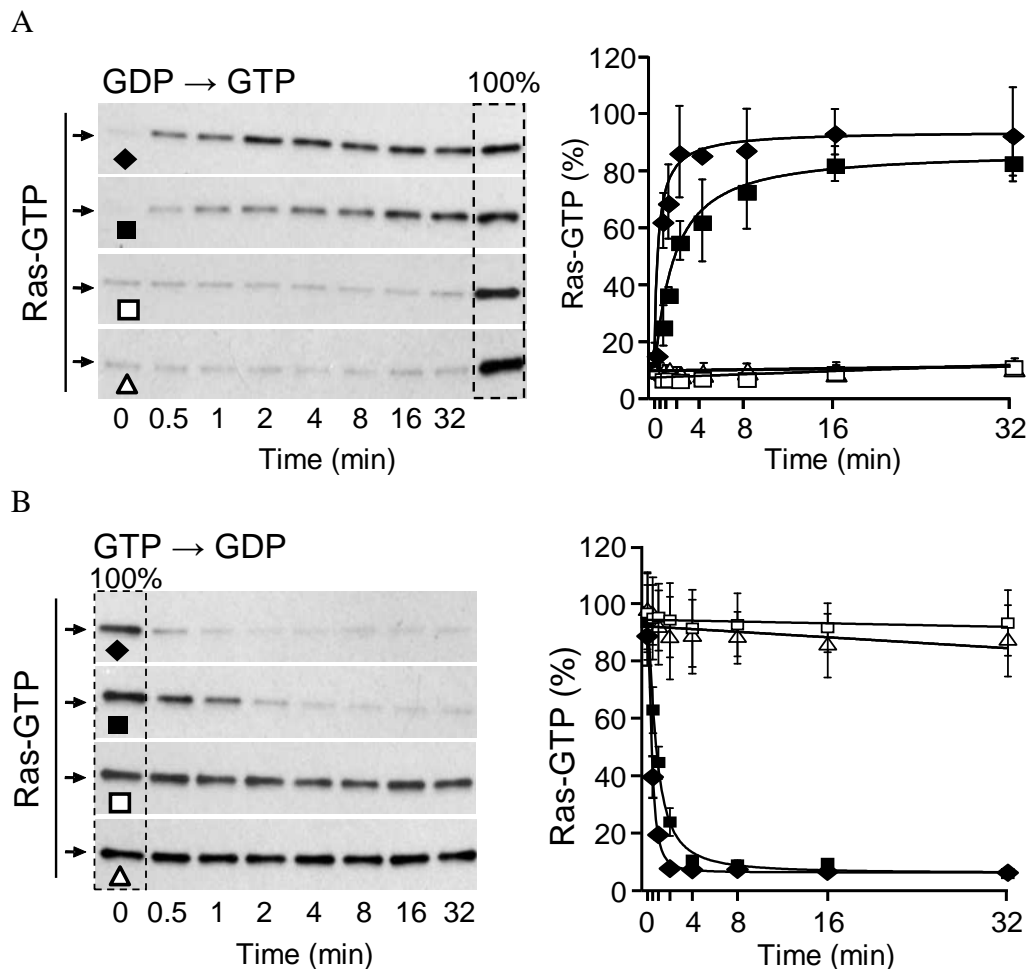 A
GDP → GTP
100%
Ras-GTP
0 0.5 1 2 4 8 16 32
Time (min)
120
100
80
60
40
20
0
Ras-GTP (%)
0 4 8 16 32
Time (min)
B
GTP → GDP
100%
Ras-GTP
0 0.5 1 2 4 8 16 32
Time (min)
120
100
80
60
40
20
0
Ras-GTP (%)
0 4 8 16 32
Time (min)